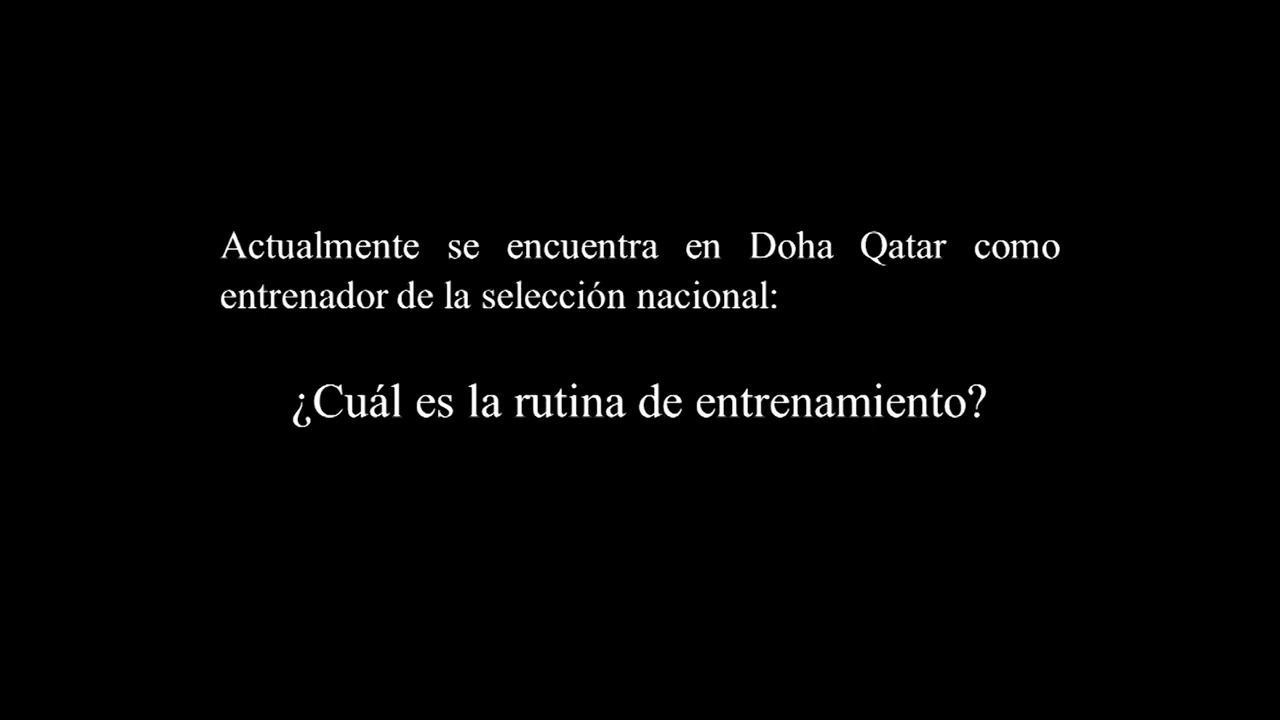 Actualmente se encuentra en Doha Qatar como
entrenador de la selección nacional:
¿Cuál es la rutina de entrenamiento?